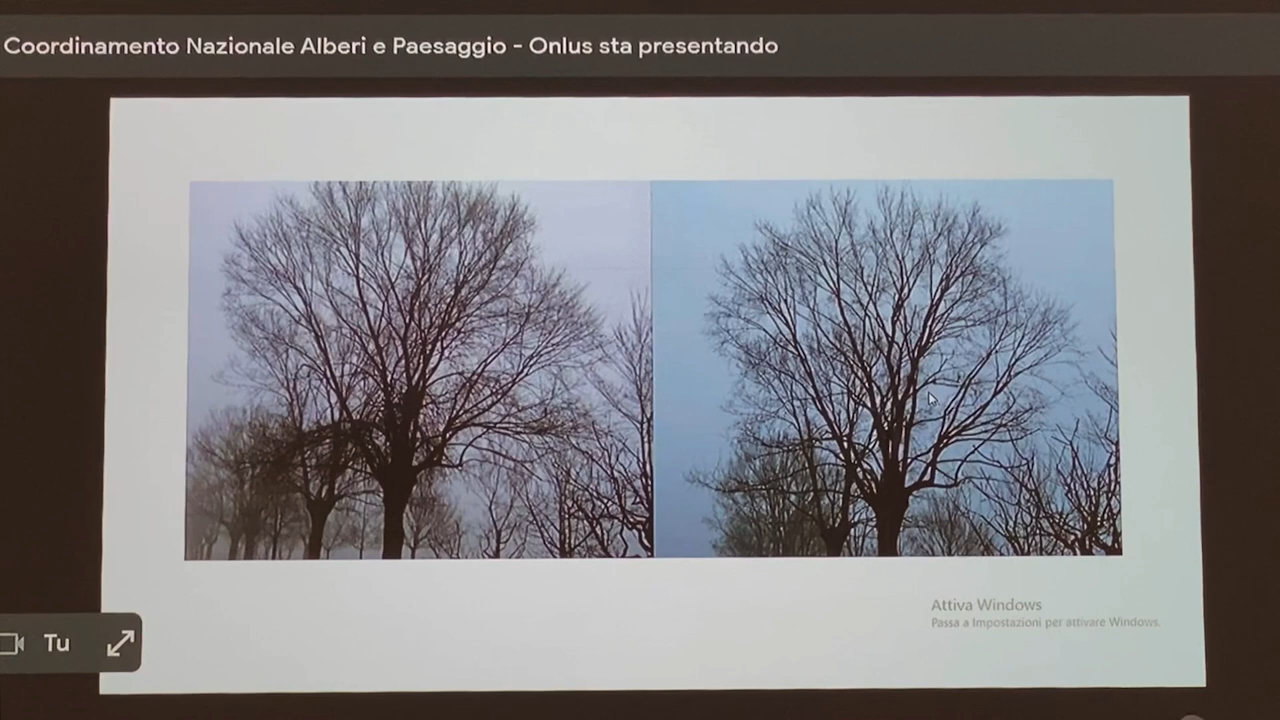 Coordinamento Nazionale Alberi e Paesaggio - Onlus sta presentando
Attiva Windows
Passa a Impostazioni per attivare Windows.
Tu